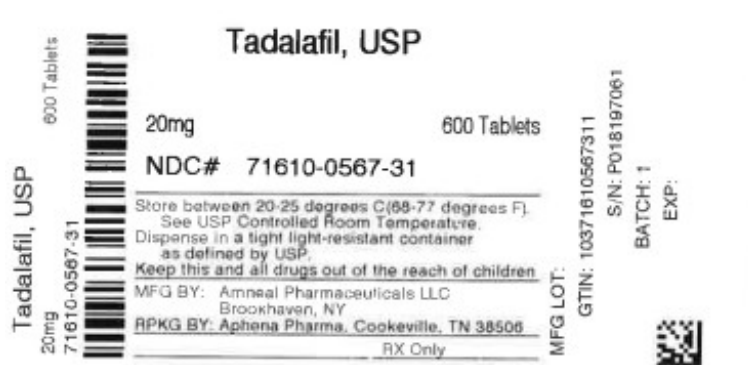 Tadalafil, USP
20mg
600 Tablets
NDC# 71610-0567-31
Store between 20-25 degrees C(68-77 degrees F).
See USP Controlled Room Temperature.
Dispense in a tight light-resistant container
as defined by USP.
Keep this and all drugs out of the reach of children
MFG BY: Amneal Pharmaceuticals LLC
Brookhaven, NY
RPKG BY: Aphena Pharma, Cookeville, TN 38506
RX Only
Tadalafil, USP
20mg
600 Tablets
71610-0567-31
MFG LOT:
GTIN: 10371610567311
S/N: P018197061
BATCH: 1
EXP: